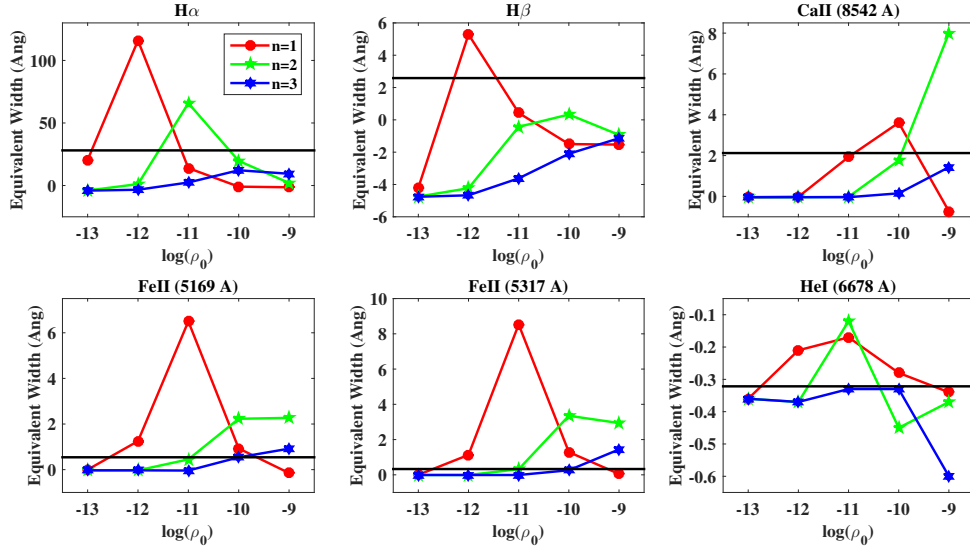 Hα
Equivalent Width (Ang)
100
50
0
-13 -12 -11 -10 -9
log(ρ0)
n=1
n=2
n=3
Hβ
Equivalent Width (Ang)
6
4
2
0
-2
-4
-6
-13 -12 -11 -10 -9
log(ρ0)
CaII (8542 A)
Equivalent Width (Ang)
8
6
4
2
0
-13 -12 -11 -10 -9
log(ρ0)
FeII (5169 A)
Equivalent Width (Ang)
6
4
2
0
-13 -12 -11 -10 -9
log(ρ0)
FeII (5317 A)
Equivalent Width (Ang)
10
8
6
4
2
0
-13 -12 -11 -10 -9
log(ρ0)
HeI (6678 A)
Equivalent Width (Ang)
-0.1
-0.2
-0.3
-0.4
-0.5
-0.6
-13 -12 -11 -10 -9
log(ρ0)